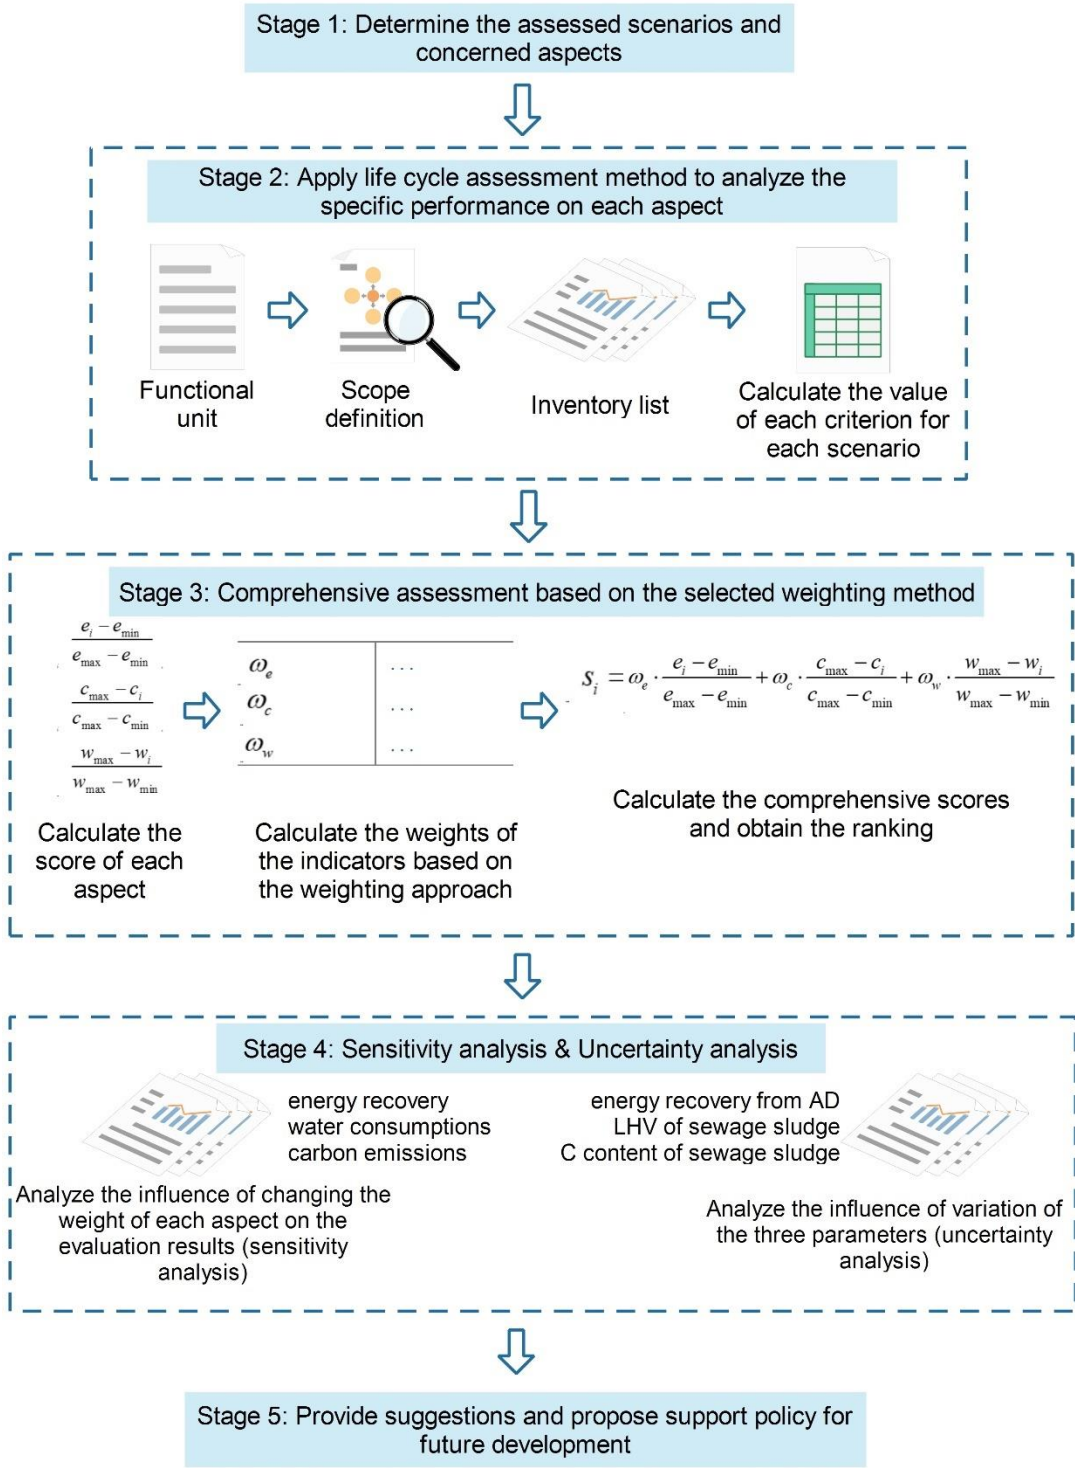 Stage 1: Determine the assessed scenarios and
concerned aspects
Stage 2: Apply life cycle assessment method to analyze the
specific performance on each aspect
Functional
unit
Scope
definition
Inventory list
Calculate the value
of each criterion for
each scenario
Stage 3: Comprehensive assessment based on the selected weighting method
e_i − e_min
e_max − e_min
c_max − c_i
c_max − c_min
w_max − w_i
w_max − w_min
Calculate the
score of each
aspect
ω_e ...
ω_c ...
ω_w ...
Calculate the weights of
the indicators based on
the weighting approach
s_i = ω_e · (e_i − e_min)/(e_max − e_min) + ω_c · (c_max − c_i)/(c_max − c_min) + ω_w · (w_max − w_i)/(w_max − w_min)
Calculate the comprehensive scores
and obtain the ranking
Stage 4: Sensitivity analysis & Uncertainty analysis
energy recovery
water consumptions
carbon emissions
Analyze the influence of changing the
weight of each aspect on the
evaluation results (sensitivity
analysis)
energy recovery from AD
LHV of sewage sludge
C content of sewage sludge
Analyze the influence of variation of
the three parameters (uncertainty
analysis)
Stage 5: Provide suggestions and propose support policy for
future development